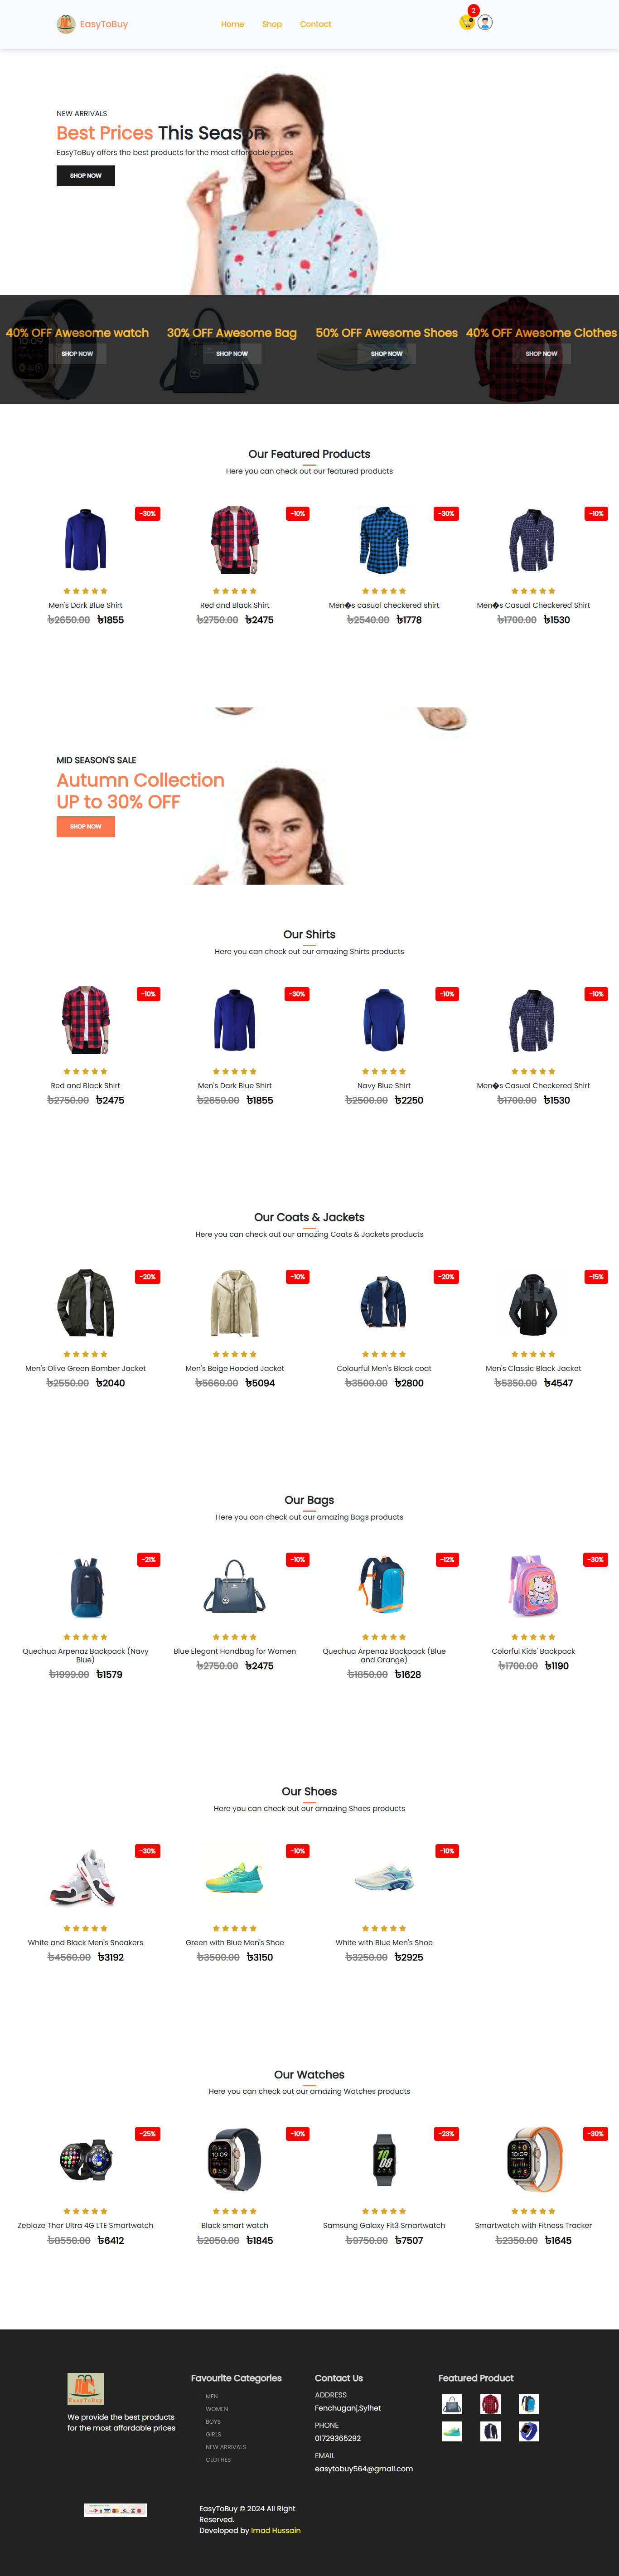 EasyToBuy
Home Shop Contact
2
NEW ARRIVALS
Best Prices This Season
EasyToBuy offers the best products for the most affordable prices
SHOP NOW
40% OFF Awesome watch
SHOP NOW
30% OFF Awesome Bag
SHOP NOW
50% OFF Awesome Shoes
SHOP NOW
40% OFF Awesome Clothes
SHOP NOW
Our Featured Products
Here you can check out our featured products
-30% -10% -30% -10%
Men's Dark Blue Shirt Red and Black Shirt Men�s casual checkered shirt Men�s Casual Checkered Shirt
৳2650.00 ৳1855 ৳2750.00 ৳2475 ৳2540.00 ৳1778 ৳1700.00 ৳1530
MID SEASON'S SALE
Autumn Collection
UP to 30% OFF
SHOP NOW
Our Shirts
Here you can check out our amazing Shirts products
-10% -30% -10% -10%
Red and Black Shirt Men's Dark Blue Shirt Navy Blue Shirt Men�s Casual Checkered Shirt
৳2750.00 ৳2475 ৳2650.00 ৳1855 ৳2500.00 ৳2250 ৳1700.00 ৳1530
Our Coats & Jackets
Here you can check out our amazing Coats & Jackets products
-20% -10% -20% -15%
Men's Olive Green Bomber Jacket Men's Beige Hooded Jacket Colourful Men's Black coat Men's Classic Black Jacket
৳2550.00 ৳2040 ৳5660.00 ৳5094 ৳3500.00 ৳2800 ৳5350.00 ৳4547
Our Bags
Here you can check out our amazing Bags products
-21% -10% -12% -30%
Quechua Arpenaz Backpack (Navy
Blue)
৳1999.00 ৳1579
Blue Elegant Handbag for Women
৳2750.00 ৳2475
Quechua Arpenaz Backpack (Blue
and Orange)
৳1850.00 ৳1628
Colorful Kids' Backpack
৳1700.00 ৳1190
Our Shoes
Here you can check out our amazing Shoes products
-30% -10% -10%
White and Black Men's Sneakers Green with Blue Men's Shoe White with Blue Men's Shoe
৳4560.00 ৳3192 ৳3500.00 ৳3150 ৳3250.00 ৳2925
Our Watches
Here you can check out our amazing Watches products
-25% -10% -23% -30%
Zeblaze Thor Ultra 4G LTE Smartwatch Black smart watch Samsung Galaxy Fit3 Smartwatch Smartwatch with Fitness Tracker
৳8550.00 ৳6412 ৳2050.00 ৳1845 ৳9750.00 ৳7507 ৳2350.00 ৳1645
EasyToBuy
We provide the best products
for the most affordable prices
Favourite Categories
MEN
WOMEN
BOYS
GIRLS
NEW ARRIVALS
CLOTHES
Contact Us
ADDRESS
Fenchuganj,Sylhet
PHONE
01729365292
EMAIL
easytobuy564@gmail.com
Featured Product
EasyToBuy © 2024 All Right
Reserved.
Developed by Imad Hussain